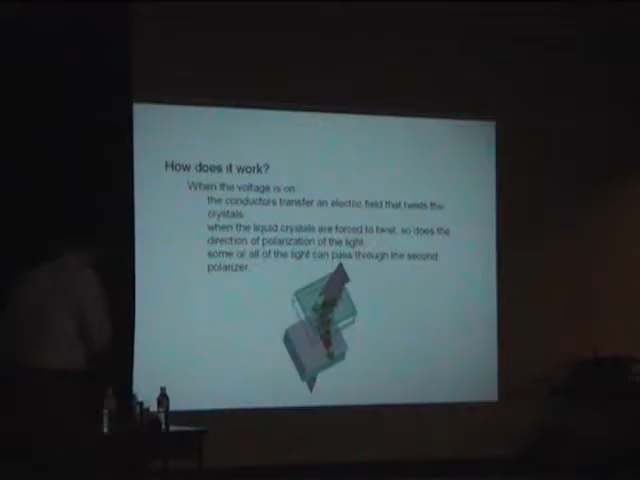 How does it work?
When the voltage is on
the conductors transfer an electric field that twists the
crystals.
when the liquid crystals are forced to twist, so does the
direction of polarization of the light.
some or all of the light can pass through the second
polarizer.